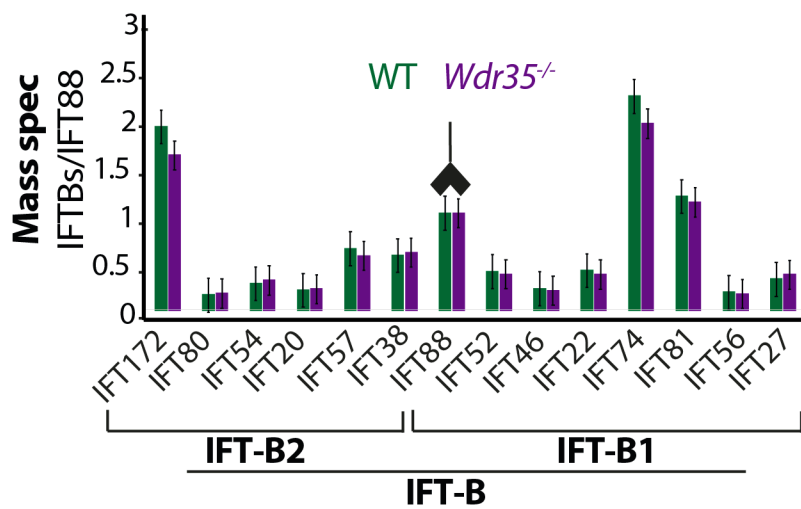 Mass spec
IFTBs/IFT88
3
2.5
2
1.5
1
0.5
0
WT Wdr35-/-
IFT172
IFT80
IFT54
IFT20
IFT57
IFT38
IFT88
IFT52
IFT46
IFT22
IFT74
IFT81
IFT56
IFT27
IFT-B2
IFT-B1
IFT-B